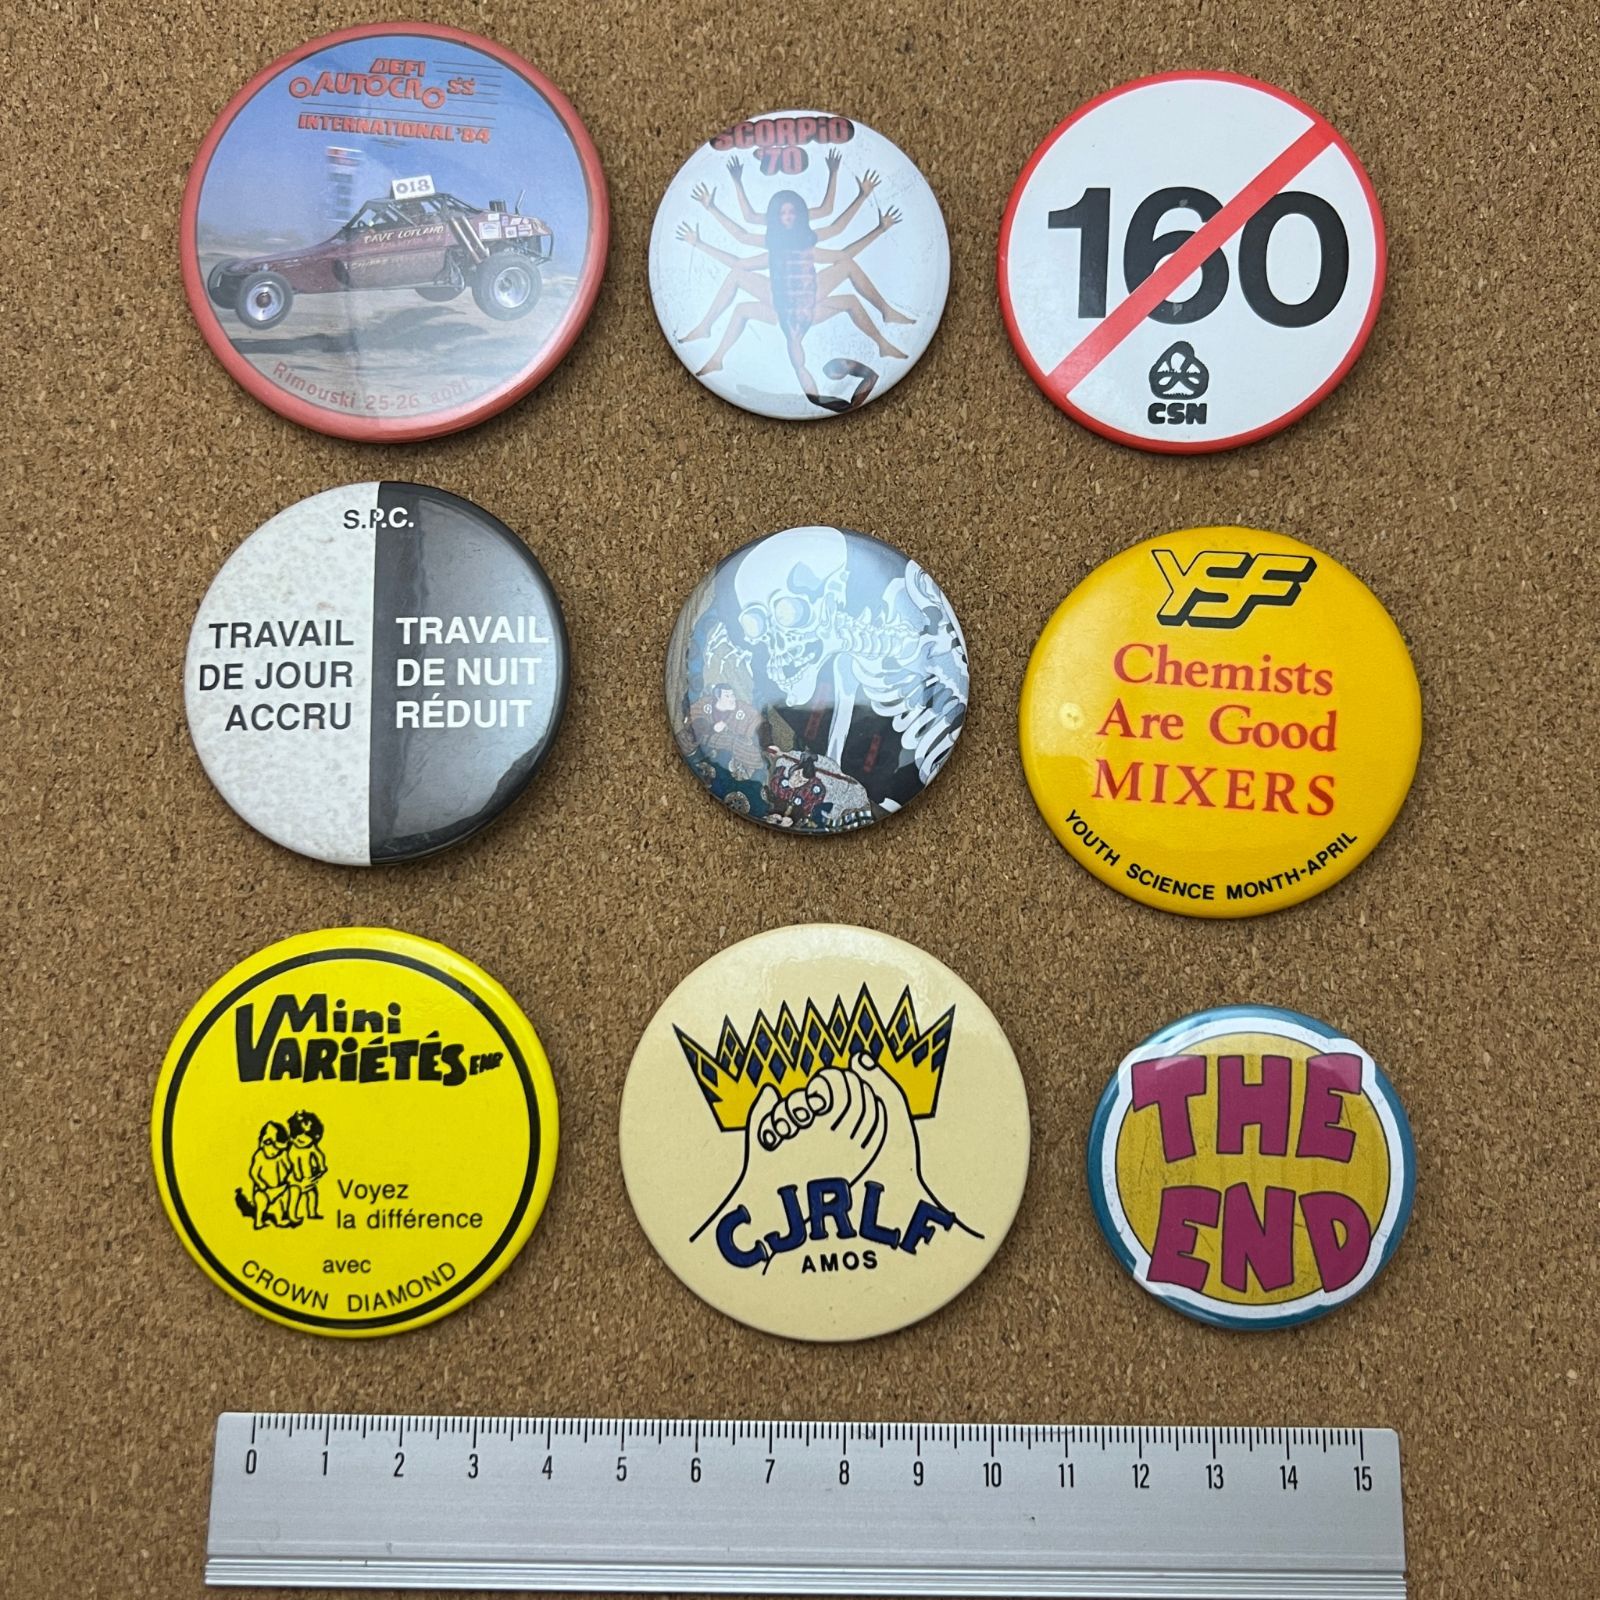 DEFI
AUTOCROSS
INTERNATIONAL '84
018
DAVE LOFLAND
Rimouski 25-26 août
SCORPiO
'70
160
CSN
S.P.C.
TRAVAIL
DE JOUR
ACCRU
TRAVAIL
DE NUIT
RÉDUIT
YSF
Chemists
Are Good
MIXERS
YOUTH SCIENCE MONTH-APRIL
Mini
VARiÉTÉS ENR
Voyez
la différence
avec
CROWN DIAMOND
CJRLF
AMOS
THE
END
0 1 2 3 4 5 6 7 8 9 10 11 12 13 14 15